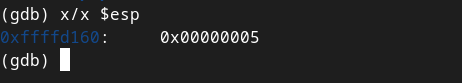 (gdb) x/x $esp
0xffffd160:     0x00000005
(gdb)